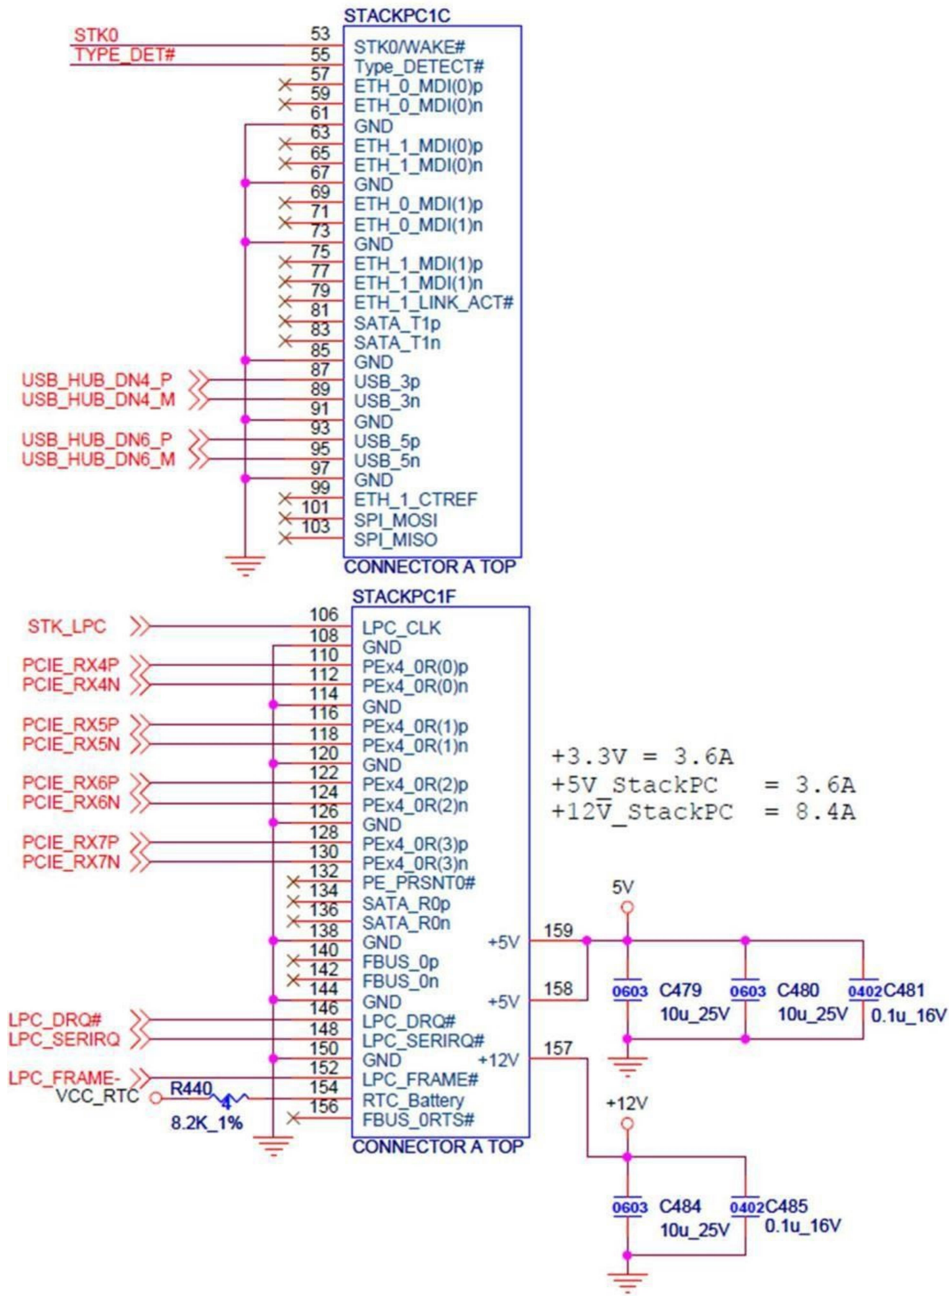 STACKPC1C
STK0 53 STK0/WAKE#
TYPE_DET# 55 Type_DETECT#
57 ETH_0_MDI(0)p
59 ETH_0_MDI(0)n
61 GND
63 ETH_1_MDI(0)p
65 ETH_1_MDI(0)n
67 GND
69 ETH_0_MDI(1)p
71 ETH_0_MDI(1)n
73 GND
75 ETH_1_MDI(1)p
77 ETH_1_MDI(1)n
79 ETH_1_LINK_ACT#
81 SATA_T1p
83 SATA_T1n
85 GND
USB_HUB_DN4_P 87 USB_3p
USB_HUB_DN4_M 89 USB_3n
91 GND
USB_HUB_DN6_P 93 USB_5p
USB_HUB_DN6_M 95 USB_5n
97 GND
99 ETH_1_CTREF
101 SPI_MOSI
103 SPI_MISO
CONNECTOR A TOP
STACKPC1F
STK_LPC 106 LPC_CLK
108 GND
PCIE_RX4P 110 PEx4_0R(0)p
PCIE_RX4N 112 PEx4_0R(0)n
114 GND
PCIE_RX5P 116 PEx4_0R(1)p
PCIE_RX5N 118 PEx4_0R(1)n
120 GND
PCIE_RX6P 122 PEx4_0R(2)p
PCIE_RX6N 124 PEx4_0R(2)n
126 GND
PCIE_RX7P 128 PEx4_0R(3)p
PCIE_RX7N 130 PEx4_0R(3)n
132 PE_PRSNT0#
134 SATA_R0p
136 SATA_R0n
138 GND +5V 159
140 FBUS_0p
142 FBUS_0n
144 GND +5V 158
LPC_DRQ# 146 LPC_DRQ#
LPC_SERIRQ 148 LPC_SERIRQ#
150 GND +12V 157
LPC_FRAME- 152 LPC_FRAME#
VCC_RTC R440 4 154 RTC_Battery
8.2K_1% 156 FBUS_0RTS#
CONNECTOR A TOP
+3.3V = 3.6A
+5V_StackPC = 3.6A
+12V_StackPC = 8.4A
5V
0603 C479 0603 C480 0402 C481
10u_25V 10u_25V 0.1u_16V
+12V
0603 C484 0402 C485
10u_25V 0.1u_16V